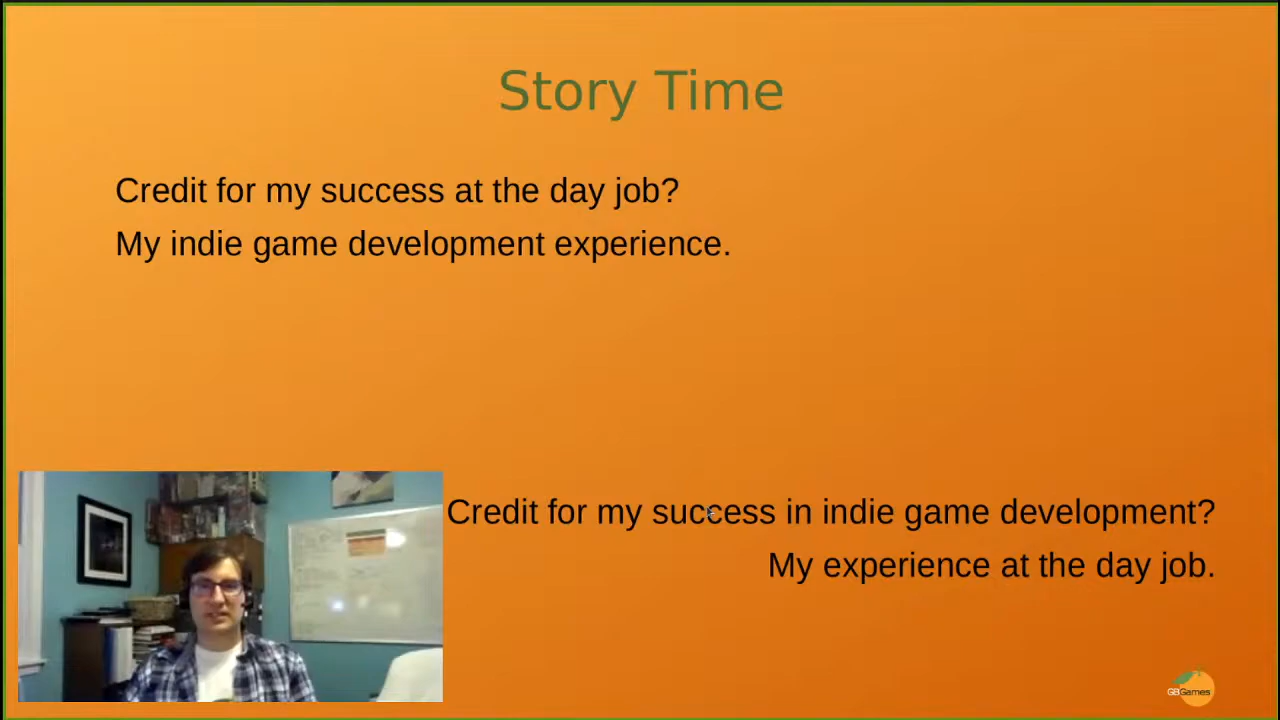 Story Time
Credit for my success at the day job?
My indie game development experience.
Credit for my success in indie game development?
My experience at the day job.
GBGames